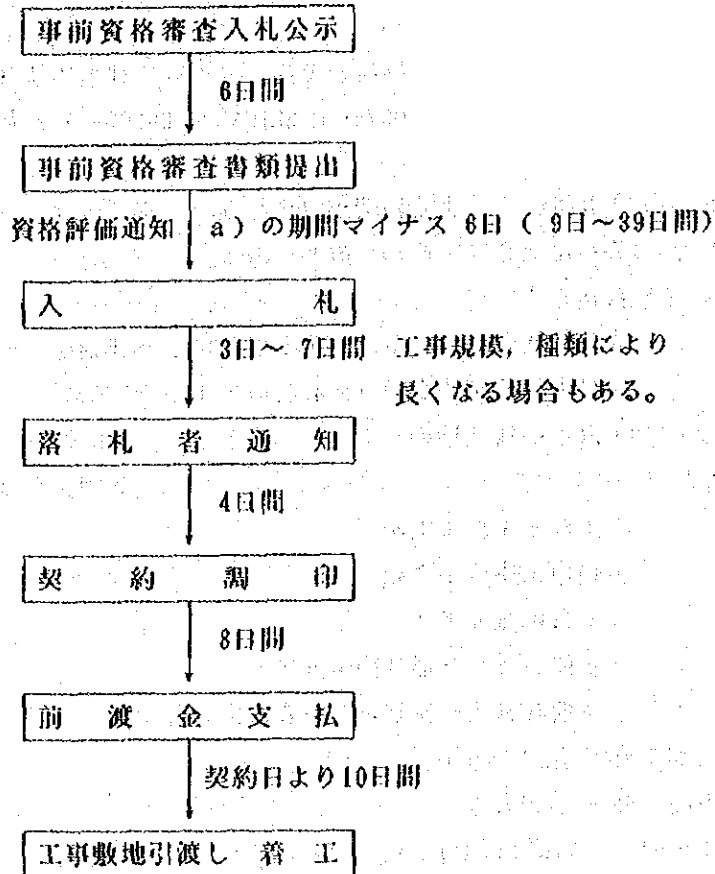 事前資格審査入札公示
6日間
事前資格審査書類提出
資格評価通知 a)の期間マイナス 6日 ( 9日~39日間)
入 札
3日~ 7日間 工事規模,種類により
長くなる場合もある。
落 札 者 通 知
4日間
契 約 調 印
8日間
前 渡 金 支 払
契約日より10日間
工事敷地引渡し 着 工